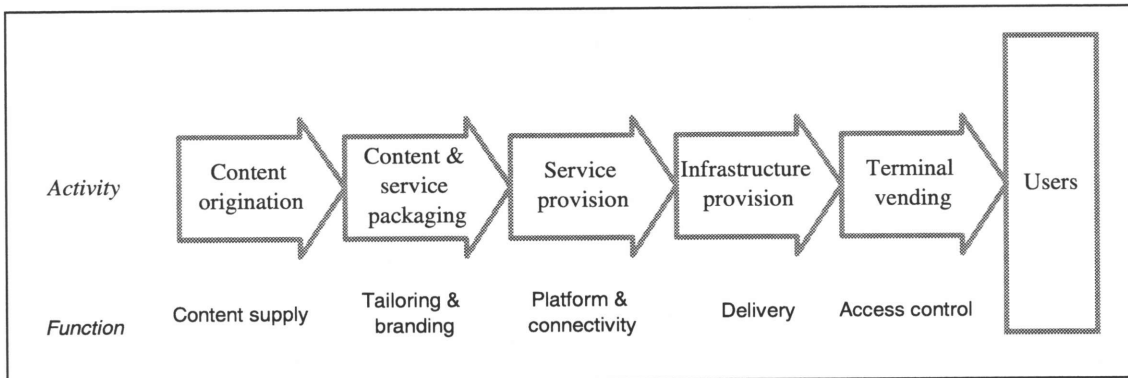 Activity
Content
origination
Content &
service
packaging
Service
provision
Infrastructure
provision
Terminal
vending
Users
Function
Content supply
Tailoring &
branding
Platform &
connectivity
Delivery
Access control